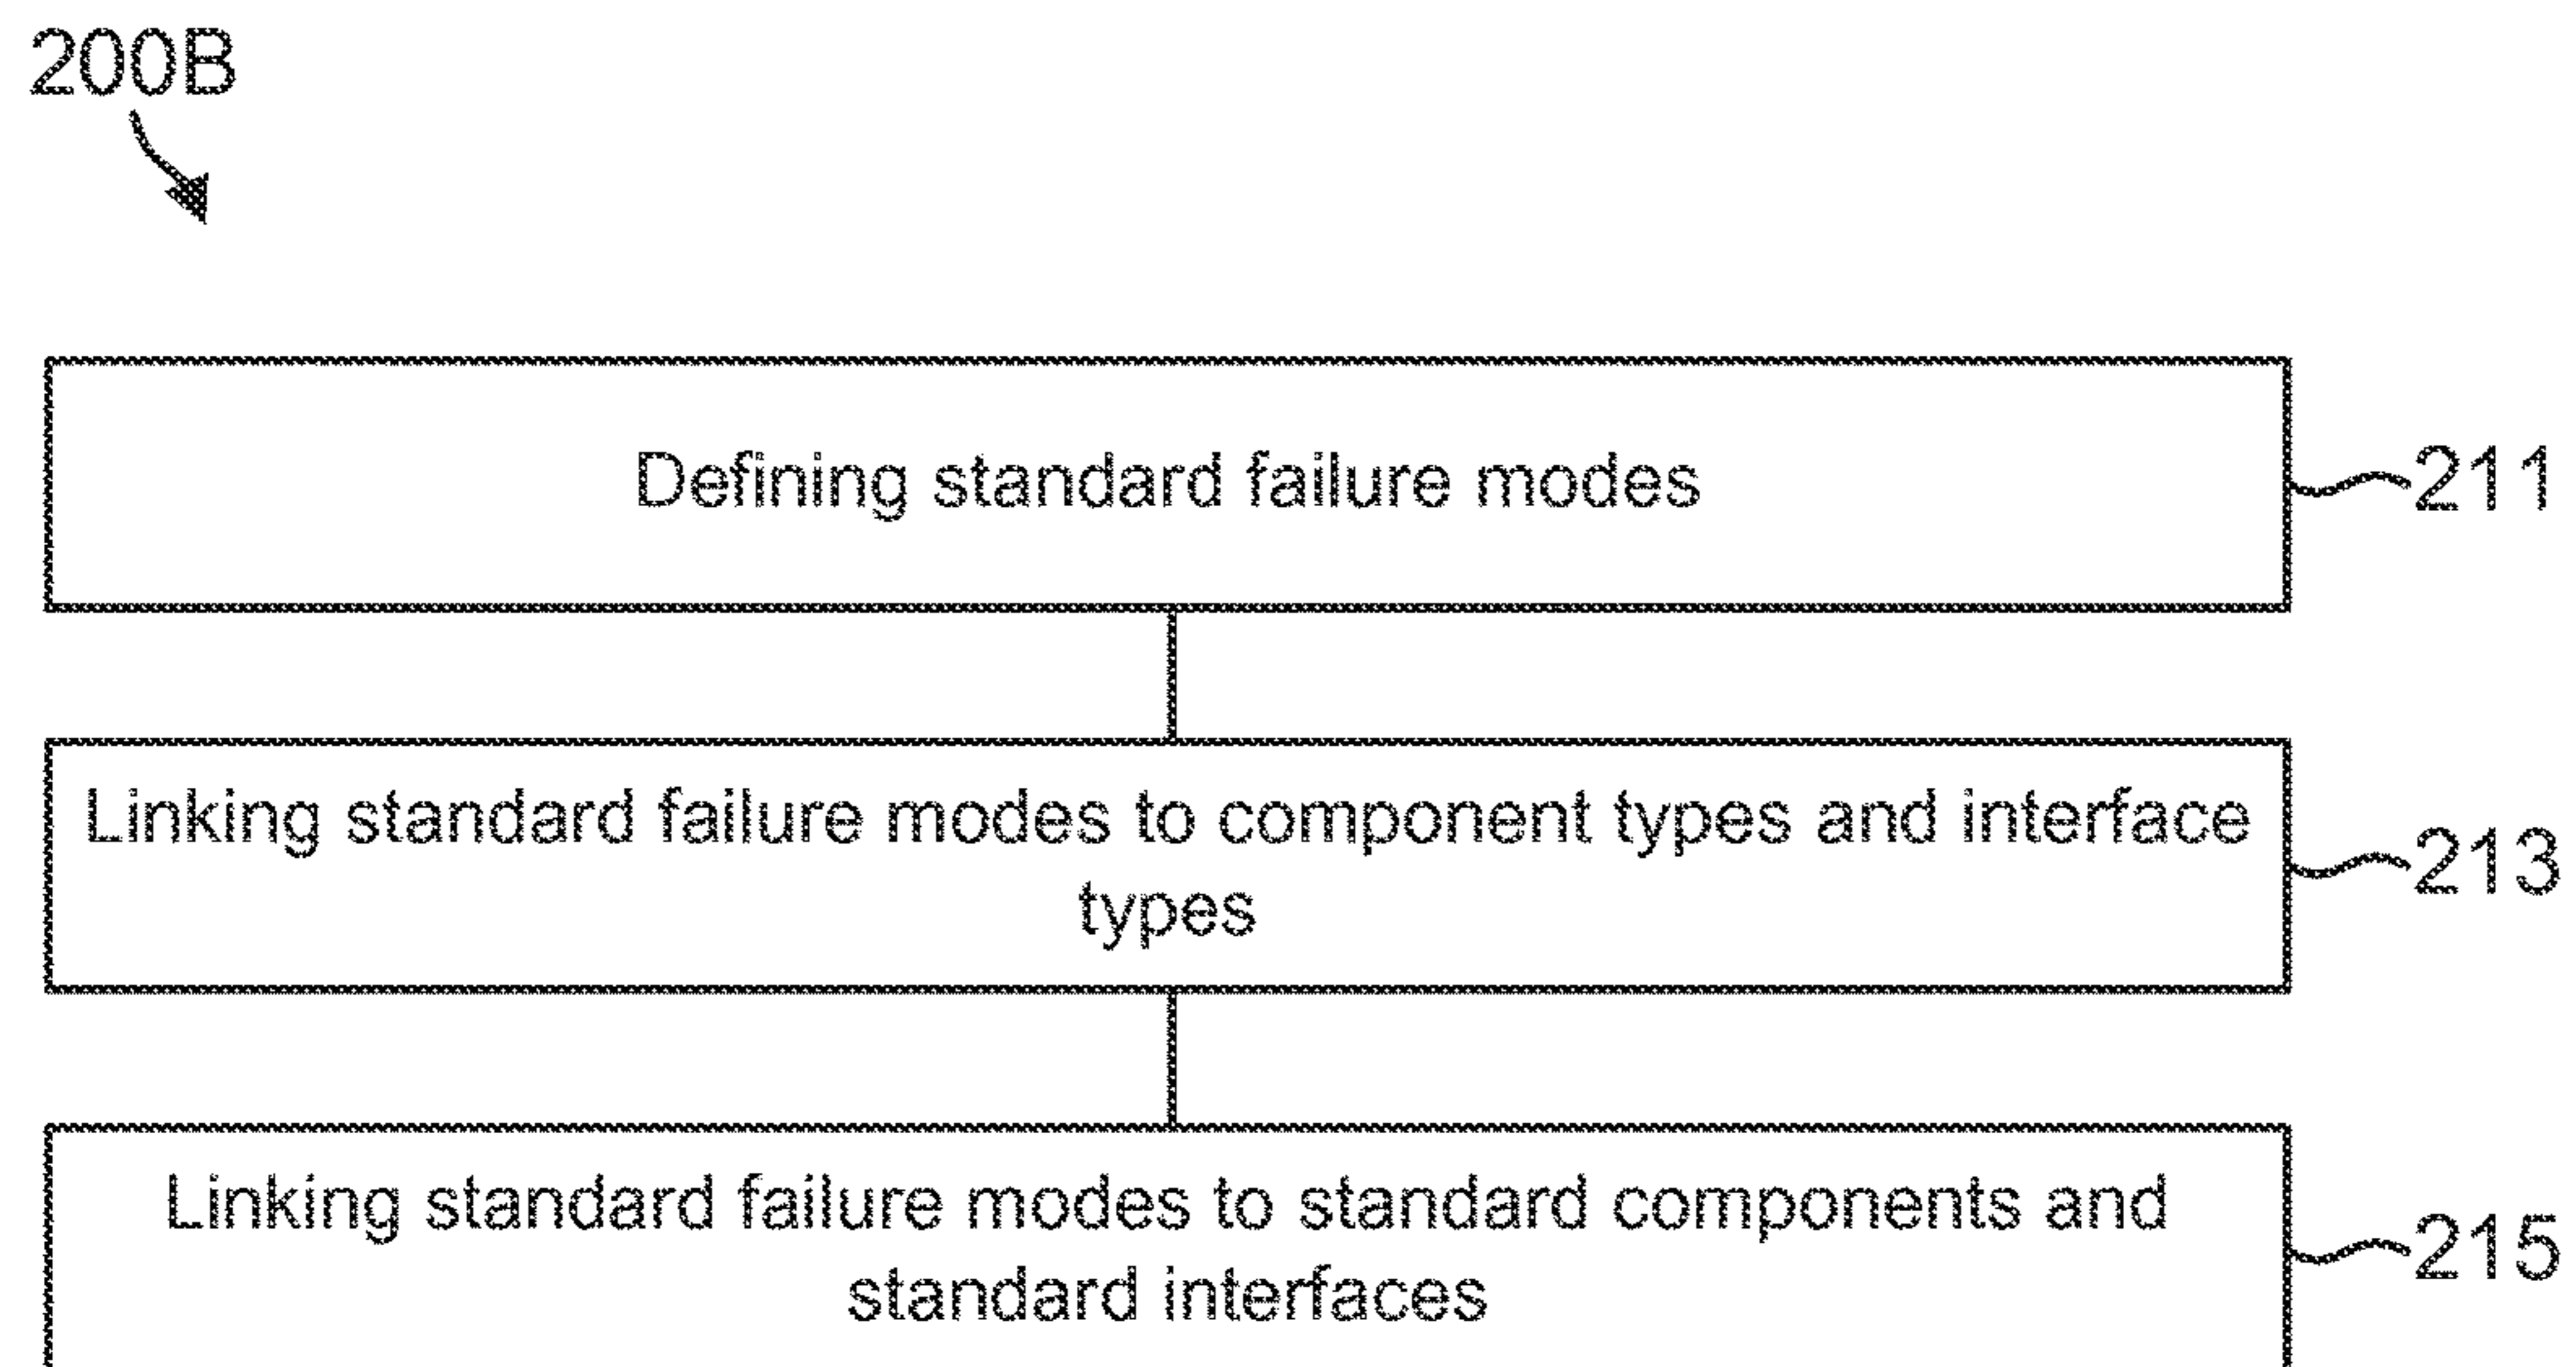 200B
Defining standard failure modes
211
Linking standard failure modes to component types and interface
types
213
Linking standard failure modes to standard components and
standard interfaces
215